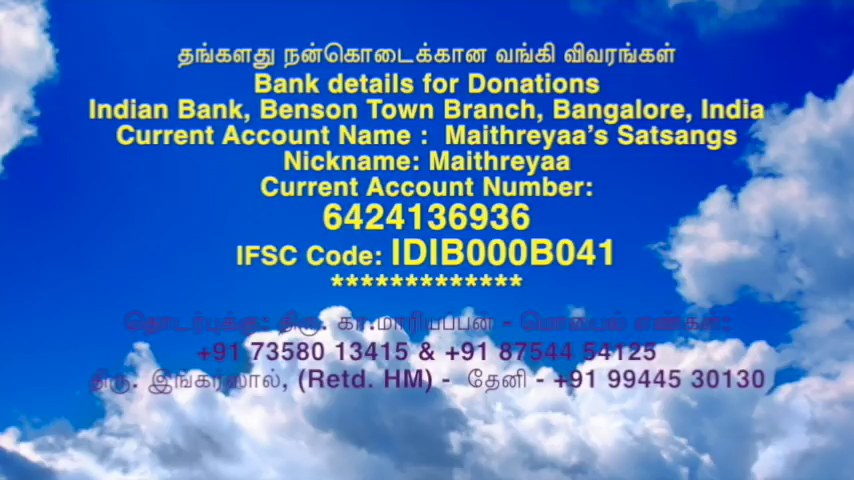 தங்களது நன்கொடைக்கான வங்கி விவரங்கள்
Bank details for Donations
Indian Bank, Benson Town Branch, Bangalore, India
Current Account Name :  Maithreyaa's Satsangs
Nickname: Maithreyaa
Current Account Number:
6424136936
IFSC Code: IDIB000B041
*************
தொடர்புக்கு: திரு. கா.மாரியப்பன் - மொபைல் எண்கள்:
+91 73580 13415 & +91 87544 54125
திரு. இங்கர்ஸால், (Retd. HM) -  தேனி - +91 99445 30130